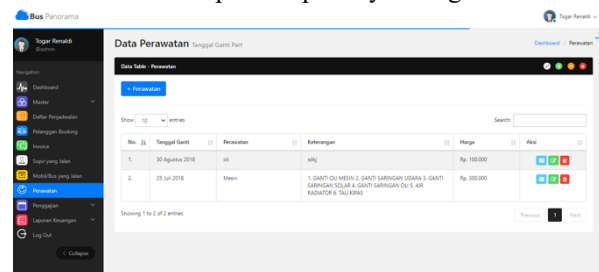 Bus Panorama
Togar Renaldi
Togar Renaldi
@admin
Navigation
Dashboard
Master
Daftar Penjadwalan
Pelanggan Booking
Invoice
Supir yang Jalan
Mobil/Bus yang Jalan
Perawatan
Penggajian
Laporan Keuangan
Log Out
Collapse
Data Perawatan Tanggal Ganti Part
Dashboard / Perawatan
Data Table - Perawatan
+ Perawatan
Show 10 entries
Search:
No. Tanggal Ganti Perawatan Keterangan Harga Aksi
1. 30 Agustus 2018 oli Rp. 100.000
2. 25 Juli 2018 Mesin 1. GANTI OLI MESIN 2. GANTI SARINGAN UDARA 3. GANTI
SARINGAN SOLAR 4. GANTI SARINGAN OLI 5. AIR
RADIATOR 6. TALI KIPAS Rp. 300.000
Showing 1 to 2 of 2 entries
Previous 1 Next